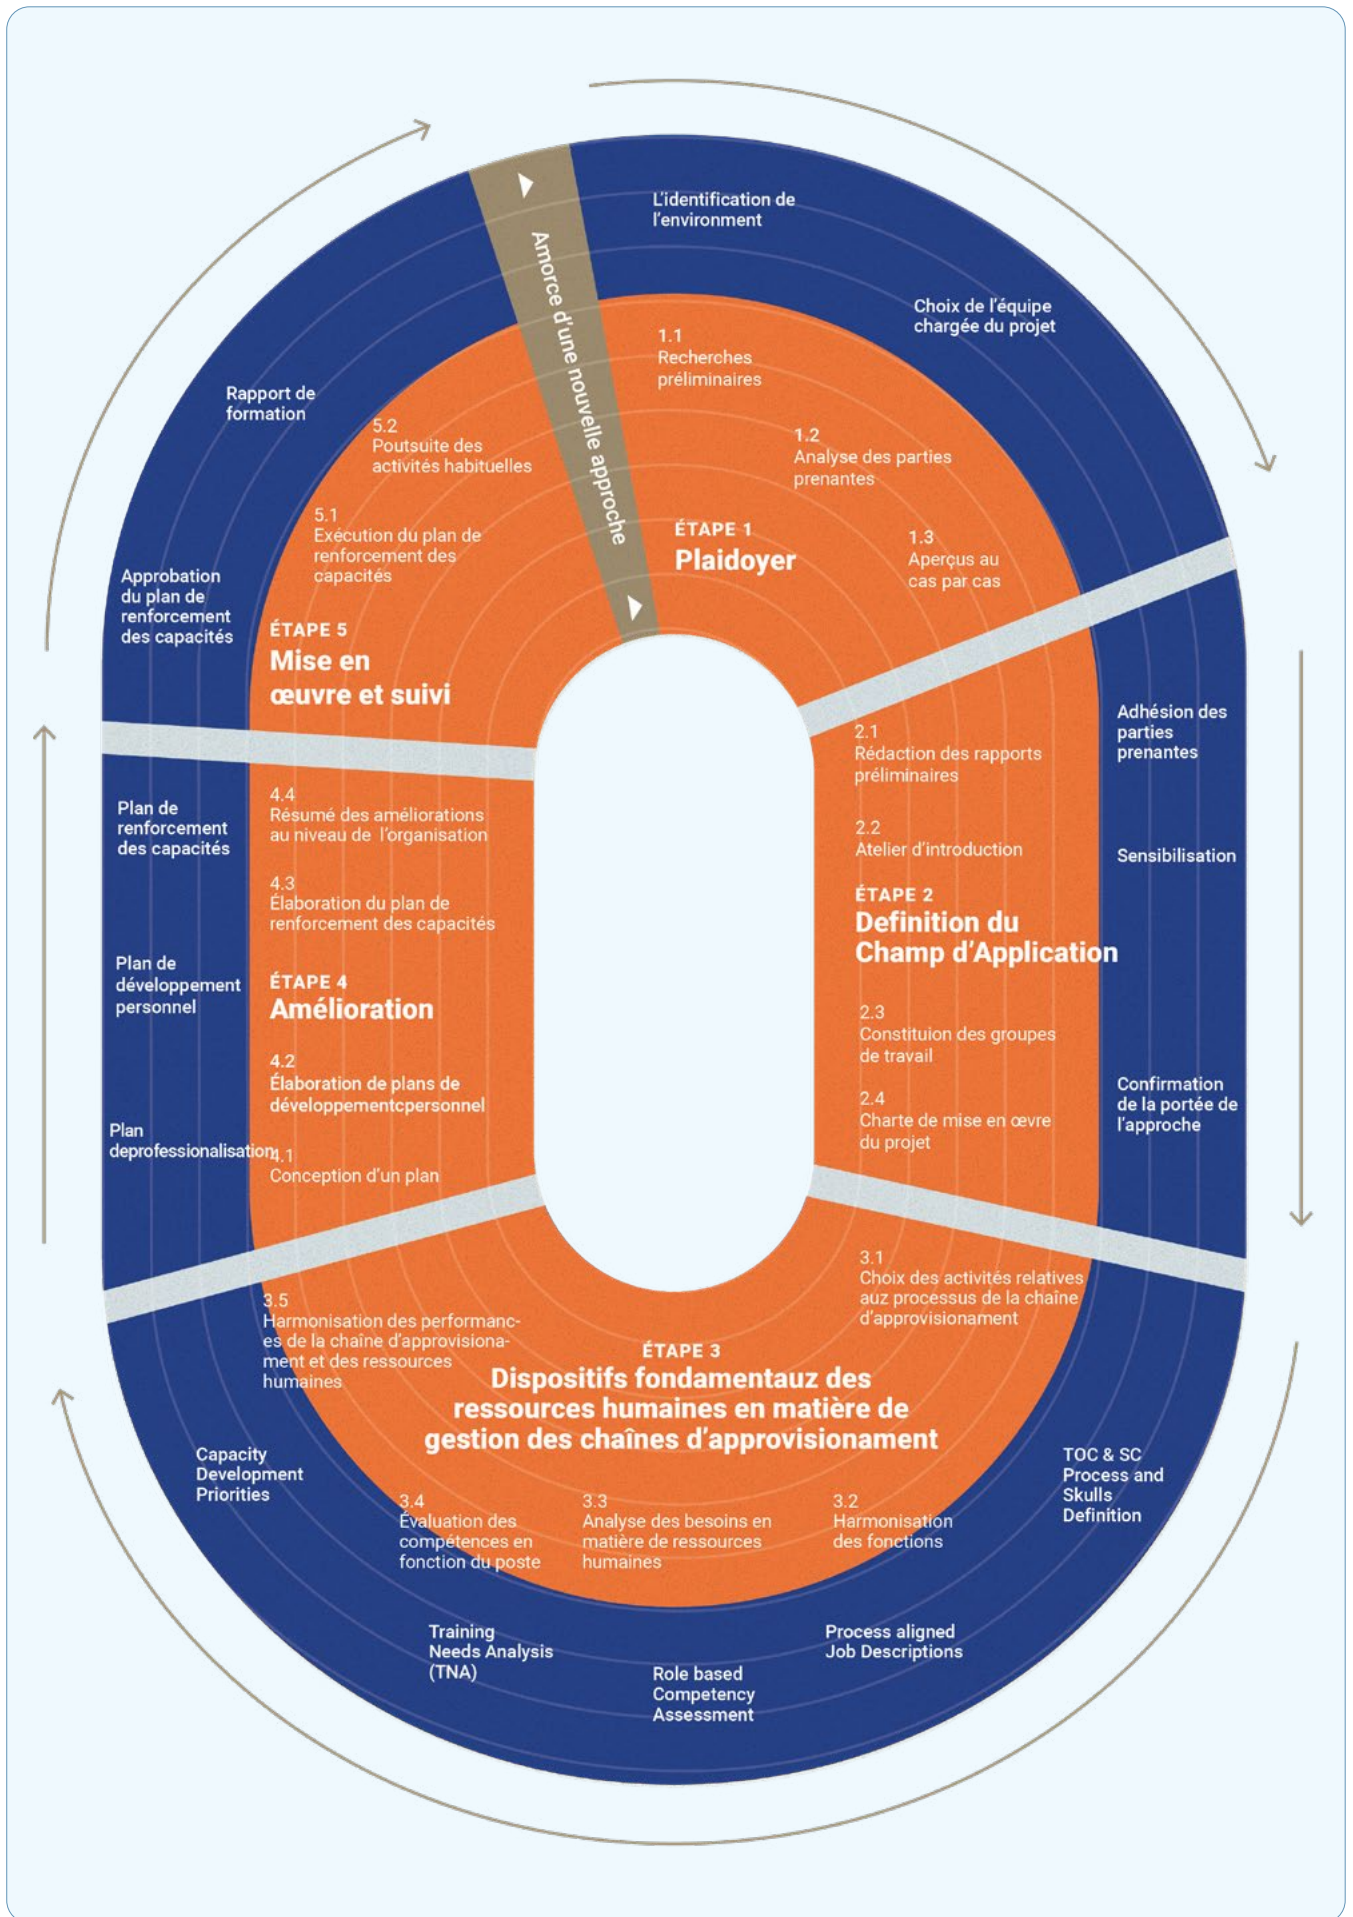 Amorce d'une nouvelle approche
L'identification de
l'environment
Choix de l'équipe
chargée du projet
1.1
Recherches
préliminaires
1.2
Analyse des parties
prenantes
1.3
Aperçus au
cas par cas
ÉTAPE 1
Plaidoyer
Adhésion des
parties
prenantes
Sensibilisation
Confirmation
de la portée de
l'approche
2.1
Rédaction des rapports
préliminaires
2.2
Atelier d'introduction
ÉTAPE 2
Definition du
Champ d'Application
2.3
Constituion des groupes
de travail
2.4
Charte de mise en œvre
du projet
3.1
Choix des activités relatives
auz processus de la chaîne
d'approvisionament
ÉTAPE 3
Dispositifs fondamentauz des
ressources humaines en matière de
gestion des chaînes d'approvisionament
3.2
Harmonisation
des fonctions
3.3
Analyse des besoins en
matière de ressources
humaines
3.4
Évaluation des
compétences en
fonction du poste
3.5
Harmonisation des performanc-
es de la chaîne d'approvisiona-
ment et des ressources
humaines
TOC & SC
Process and
Skulls
Definition
Process aligned
Job Descriptions
Role based
Competency
Assessment
Training
Needs Analysis
(TNA)
Capacity
Development
Priorities
4.1
Conception d'un plan
4.2
Élaboration de plans de
développementcpersonnel
ÉTAPE 4
Amélioration
4.3
Élaboration du plan de
renforcement des capacités
4.4
Résumé des améliorations
au niveau de l'organisation
Plan
deprofessionalisation
Plan de
développement
personnel
Plan de
renforcement
des capacités
ÉTAPE 5
Mise en
œuvre et suivi
5.1
Exécution du plan de
renforcement des
capacités
5.2
Poutsuite des
activités habituelles
Approbation
du plan de
renforcement
des capacités
Rapport de
formation